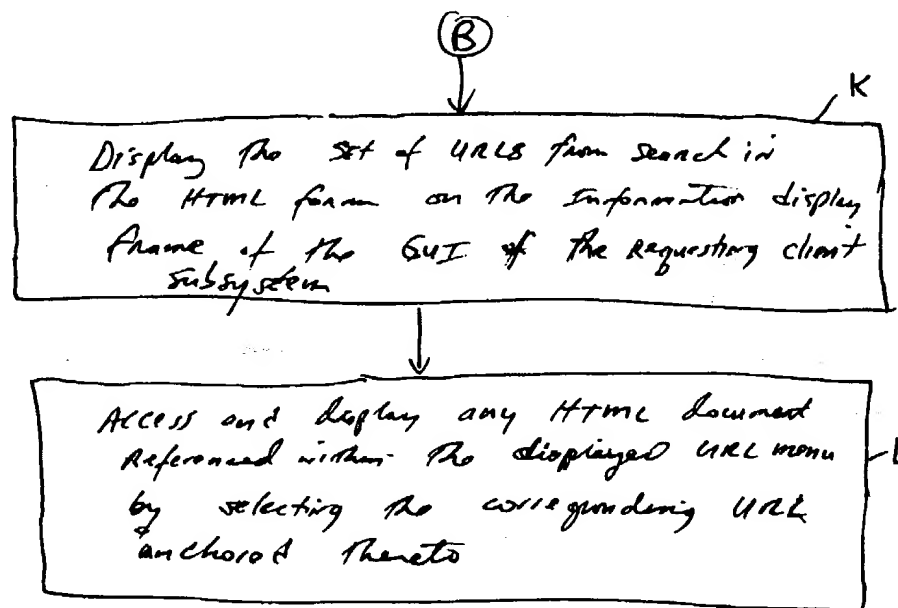 B
K
Display the set of URLs from search in
the HTML form on the Information display
frame of the GUI of the requesting client
subsystem
Access and display any HTML document
referenced within the displayed URL menu
L
by selecting the corresponding URL
anchored thereto